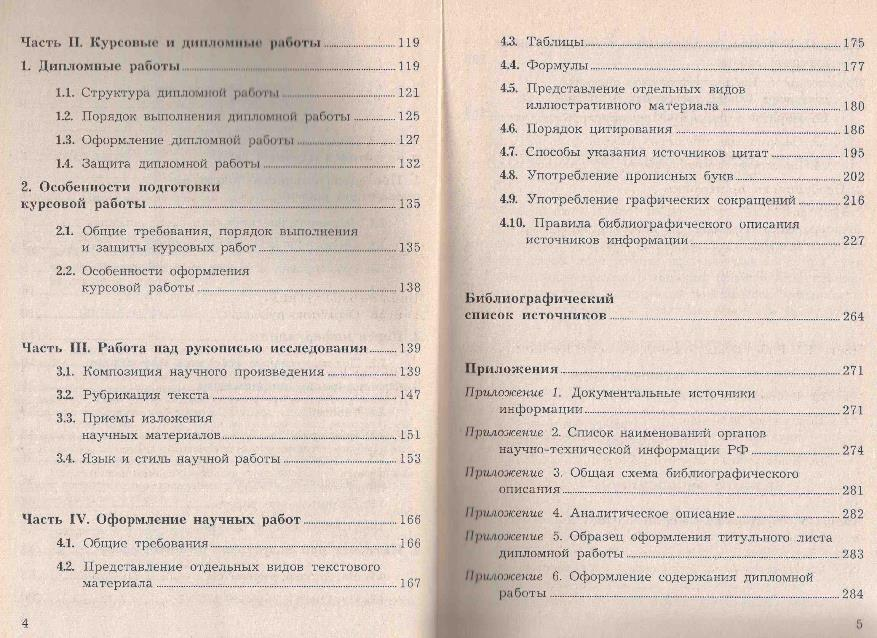 Часть II. Курсовые и дипломные работы 119
1. Дипломные работы 119
1.1. Структура дипломной работы 121
1.2. Порядок выполнения дипломной работы 125
1.3. Оформление дипломной работы 127
1.4. Защита дипломной работы 132
2. Особенности подготовки
курсовой работы 135
2.1. Общие требования, порядок выполнения
и защиты курсовых работ 135
2.2. Особенности оформления
курсовой работы 138
Часть III. Работа над рукописью исследования 139
3.1. Композиция научного произведения 139
3.2. Рубрикация текста 147
3.3. Приемы изложения
научных материалов 151
3.4. Язык и стиль научной работы 153
Часть IV. Оформление научных работ 166
4.1. Общие требования 166
4.2. Представление отдельных видов текстового
материала 167
4
4.3. Таблицы 175
4.4. Формулы 177
4.5. Представление отдельных видов
иллюстративного материала 180
4.6. Порядок цитирования 186
4.7. Способы указания источников цитат 195
4.8. Употребление прописных букв 202
4.9. Употребление графических сокращений 216
4.10. Правила библиографического описания
источников информации 227
Библиографический
список источников 264
Приложения 271
Приложение 1. Документальные источники
информации 271
Приложение 2. Список наименований органов
научно-технической информации РФ 274
Приложение 3. Общая схема библиографического
описания 281
Приложение 4. Аналитическое описание 282
Приложение 5. Образец оформления титульного листа
дипломной работы 283
Приложение 6. Оформление содержания дипломной
работы 284
5